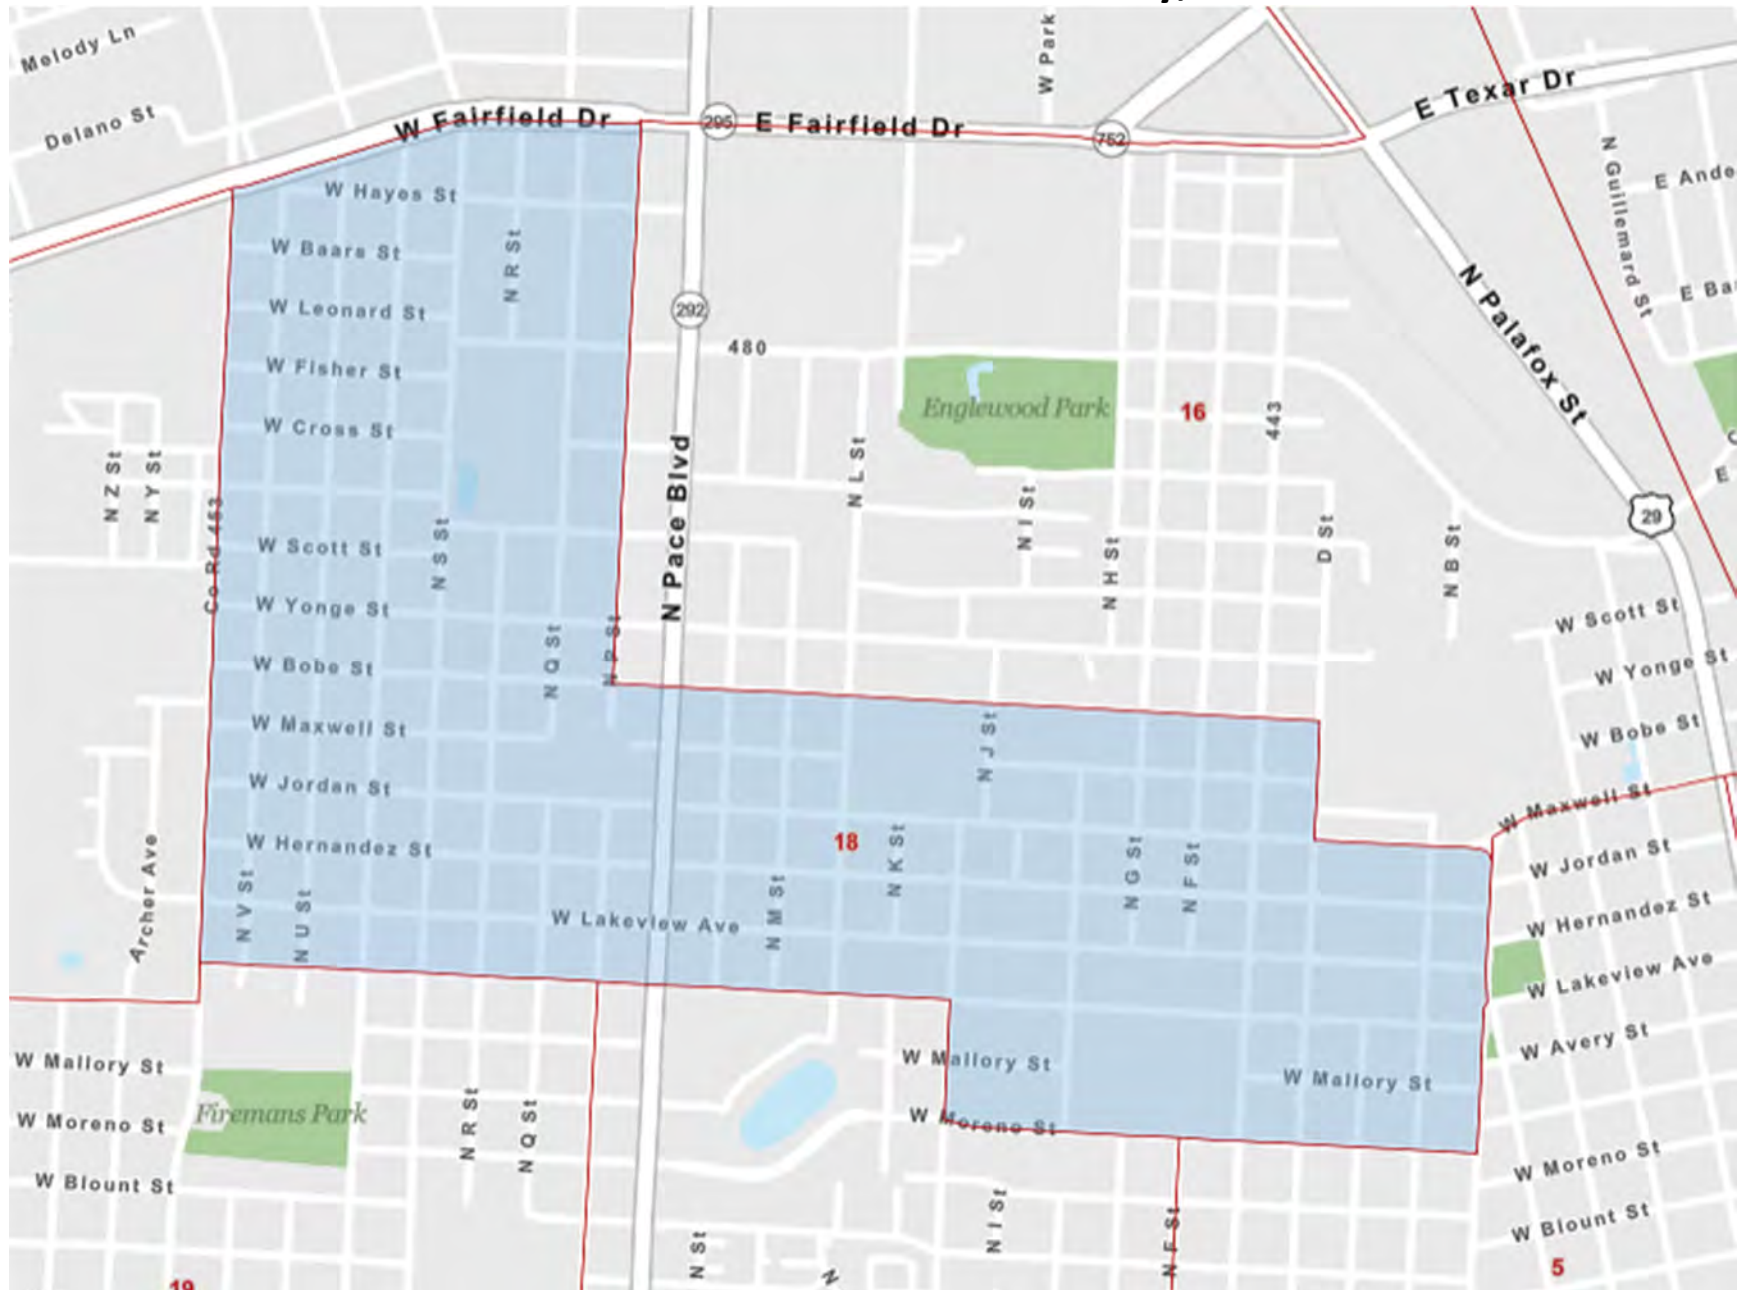 Melody Ln
W Park
E Texar Dr
Delano St
W Fairfield Dr
295
E Fairfield Dr
752
N Guillemard St
E Ande
W Hayes St
W Baars St
N R St
E Ba
W Leonard St
292
N Palafox St
480
W Fisher St
Englewood Park
16
443
W Cross St
N Z St
N Y St
N L St
E
Co Rd 453
N S St
N Pace Blvd
N I St
N H St
D St
N B St
29
W Scott St
W Yonge St
W Scott St
N Q St
N P St
W Bobe St
W Yonge St
W Maxwell St
N J St
W Bobe St
W Jordan St
W Maxwell St
Archer Ave
W Hernandez St
18
N K St
N G St
N F St
W Jordan St
N V St
N U St
W Lakeview Ave
N M St
W Hernandez St
W Lakeview Ave
W Mallory St
W Mallory St
W Mallory St
W Avery St
Firemans Park
W Moreno St
N R St
N Q St
W Moreno St
W Moreno St
W Blount St
N St
N I St
N F St
W Blount St
N
19
5